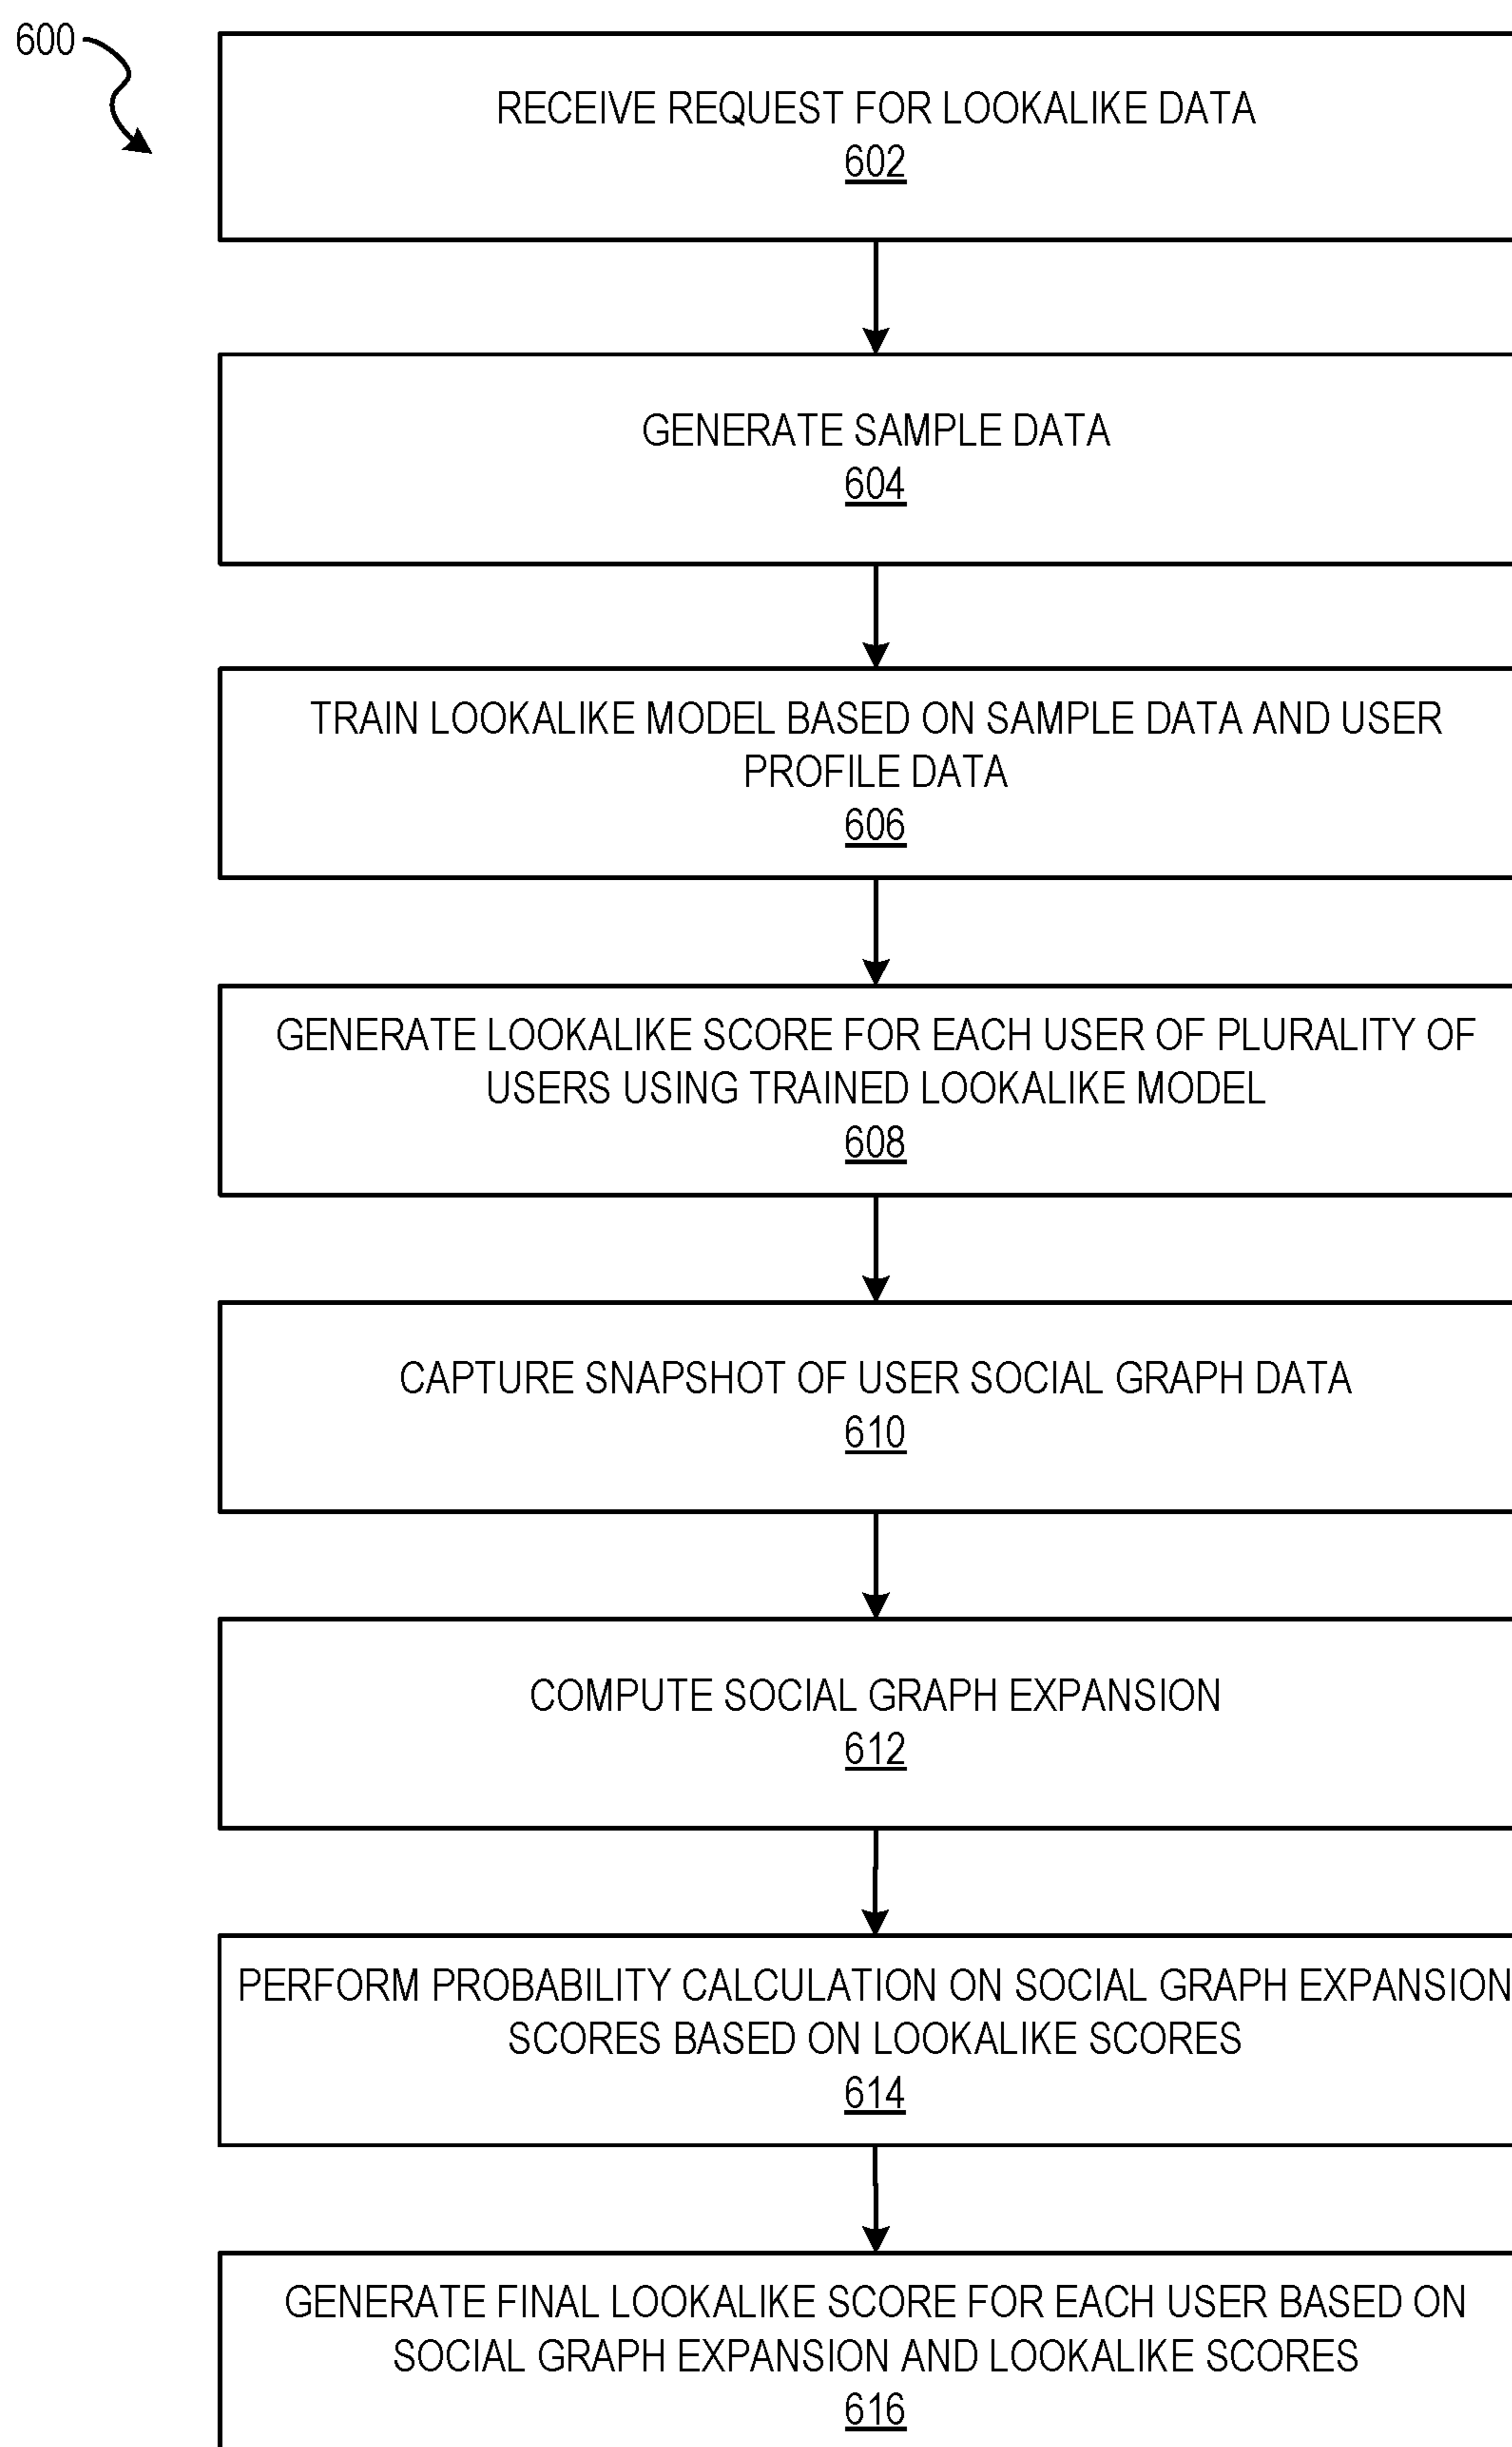 600
RECEIVE REQUEST FOR LOOKALIKE DATA
602
GENERATE SAMPLE DATA
604
TRAIN LOOKALIKE MODEL BASED ON SAMPLE DATA AND USER
PROFILE DATA
606
GENERATE LOOKALIKE SCORE FOR EACH USER OF PLURALITY OF
USERS USING TRAINED LOOKALIKE MODEL
608
CAPTURE SNAPSHOT OF USER SOCIAL GRAPH DATA
610
COMPUTE SOCIAL GRAPH EXPANSION
612
PERFORM PROBABILITY CALCULATION ON SOCIAL GRAPH EXPANSION
SCORES BASED ON LOOKALIKE SCORES
614
GENERATE FINAL LOOKALIKE SCORE FOR EACH USER BASED ON
SOCIAL GRAPH EXPANSION AND LOOKALIKE SCORES
616